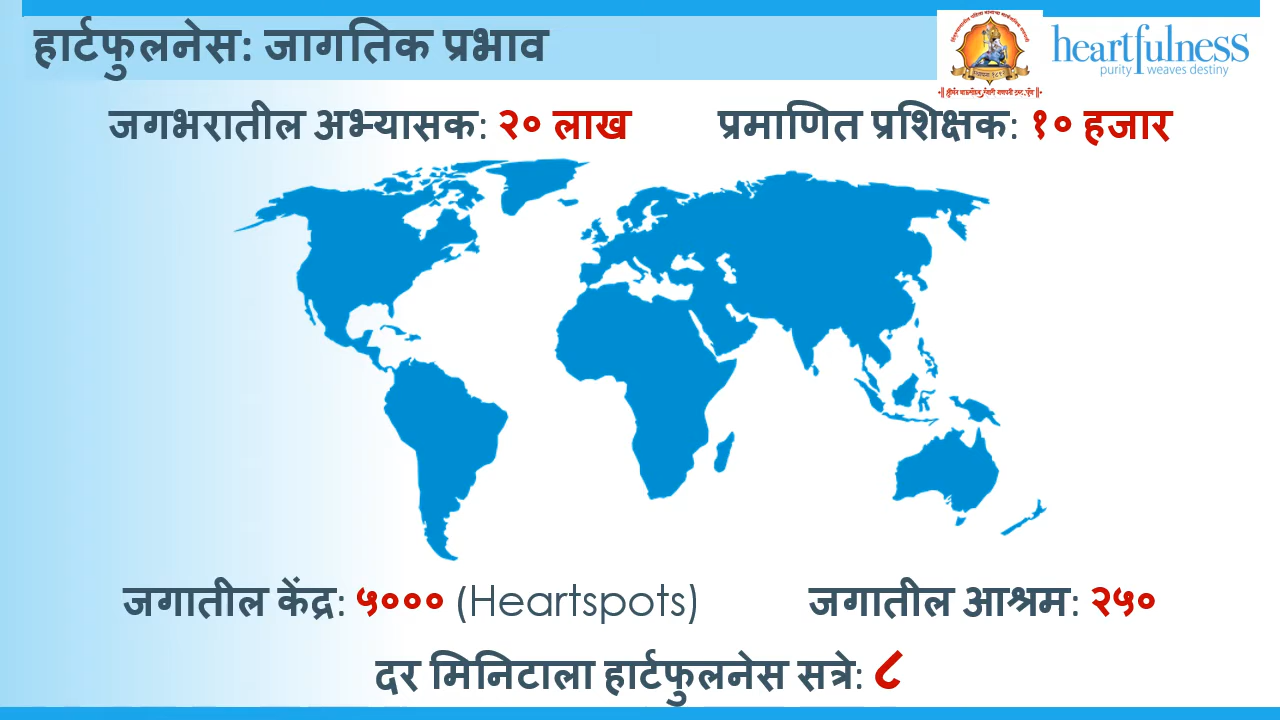 हार्टफुलनेस: जागतिक प्रभाव
heartfulness
purity weaves destiny
जगभरातील अभ्यासक: २० लाख
प्रमाणित प्रशिक्षक: १० हजार
जगातील केंद्र: ५००० (Heartspots)
जगातील आश्रम: २५०
दर मिनिटाला हार्टफुलनेस सत्रे: ८